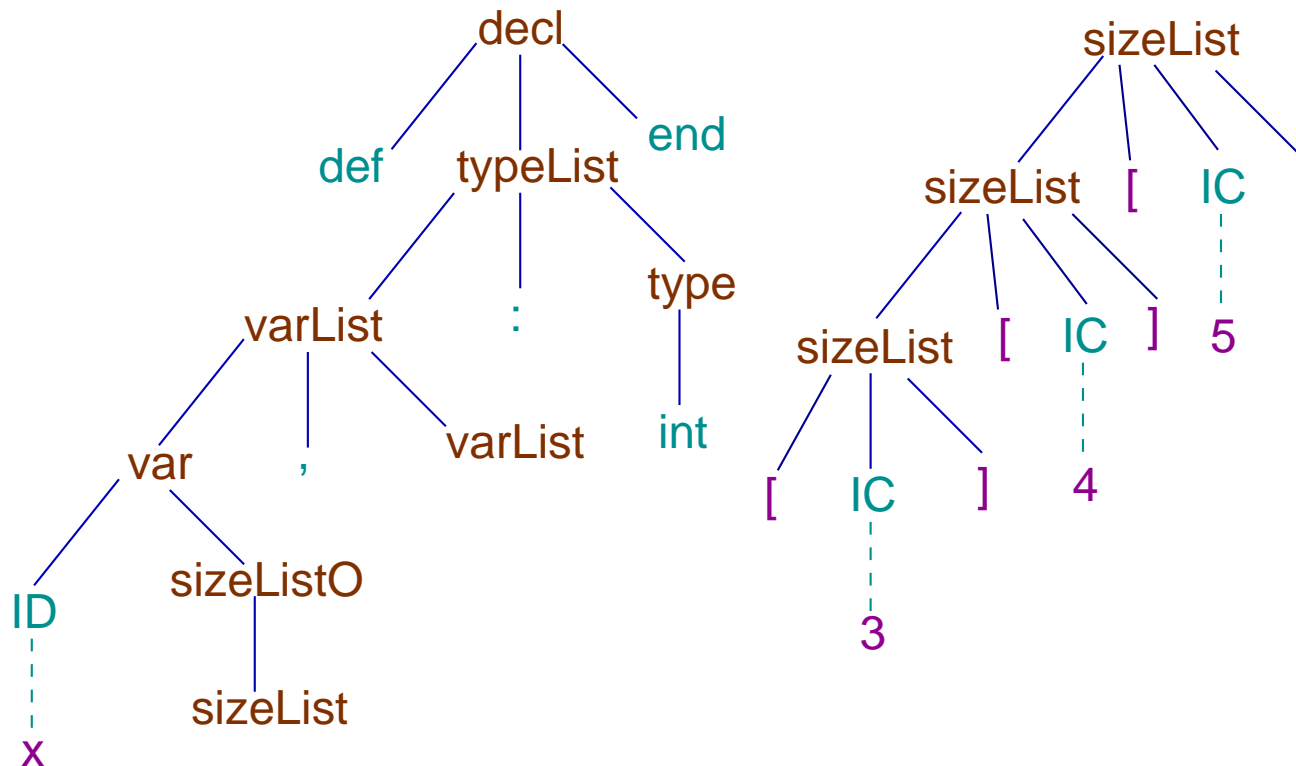 decl
sizeList
def
typeList
end
sizeList
[
IC
varList
:
type
sizeList
[
IC
]
5
var
,
varList
int
[
IC
]
4
ID
sizeListO
3
x
sizeList